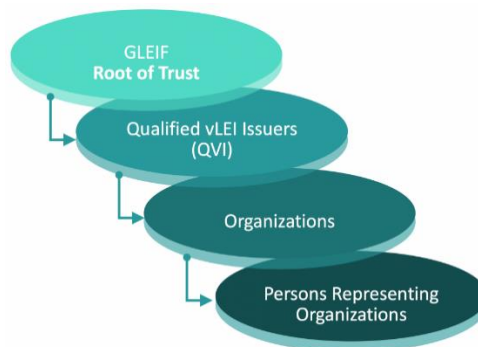 GLEIF
Root of Trust
Qualified vLEI Issuers
(QVI)
Organizations
Persons Representing
Organizations